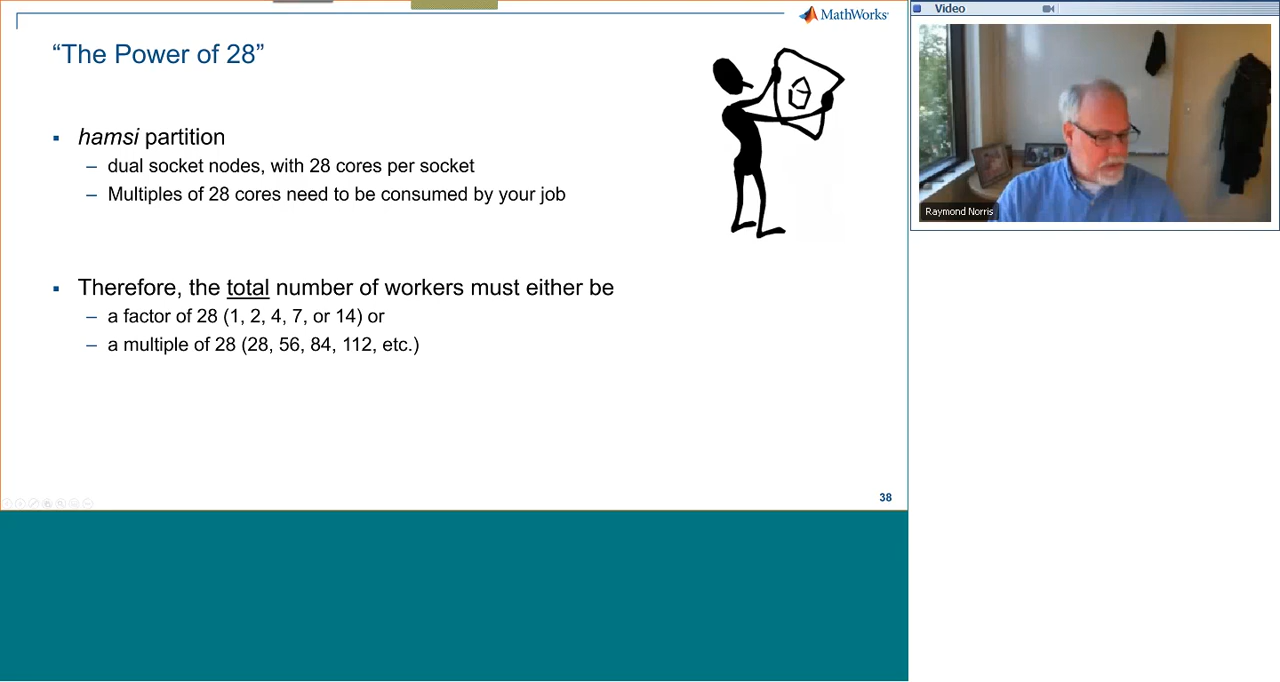 MathWorks®
“The Power of 28”
▪ hamsi partition
– dual socket nodes, with 28 cores per socket
– Multiples of 28 cores need to be consumed by your job
▪ Therefore, the total number of workers must either be
– a factor of 28 (1, 2, 4, 7, or 14) or
– a multiple of 28 (28, 56, 84, 112, etc.)
38
Video
Raymond Norris